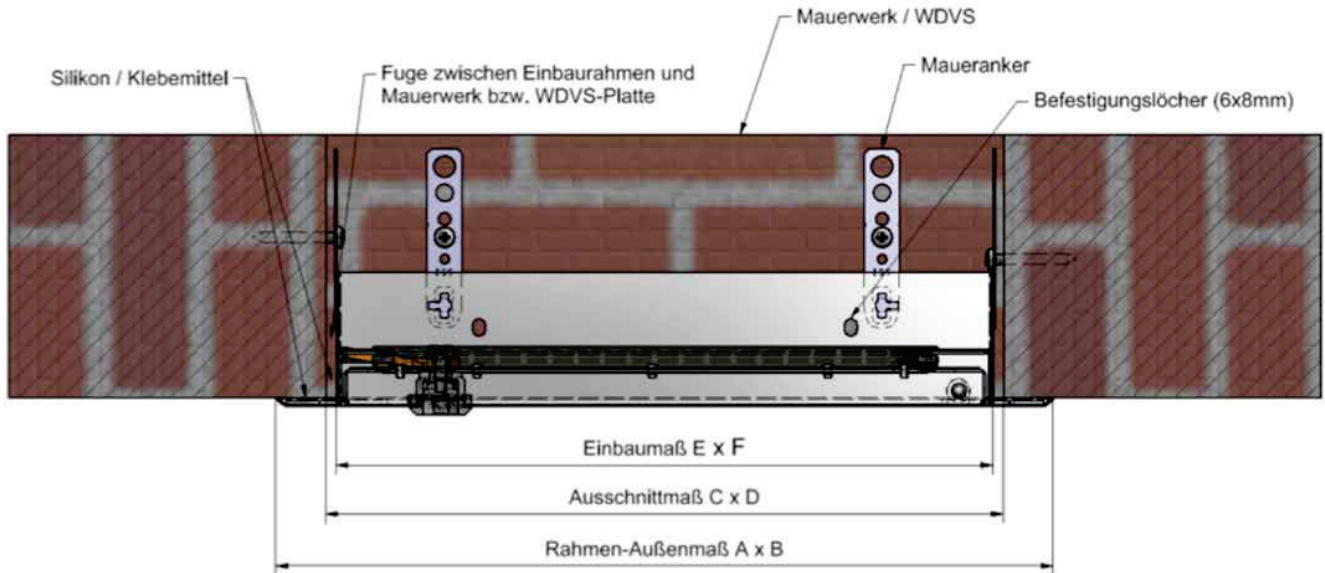 Mauerwerk / WDVS
Silikon / Klebemittel
Fuge zwischen Einbaurahmen und
Mauerwerk bzw. WDVS-Platte
Maueranker
Befestigungslöcher (6x8mm)
Einbaumaß E x F
Ausschnittmaß C x D
Rahmen-Außenmaß A x B